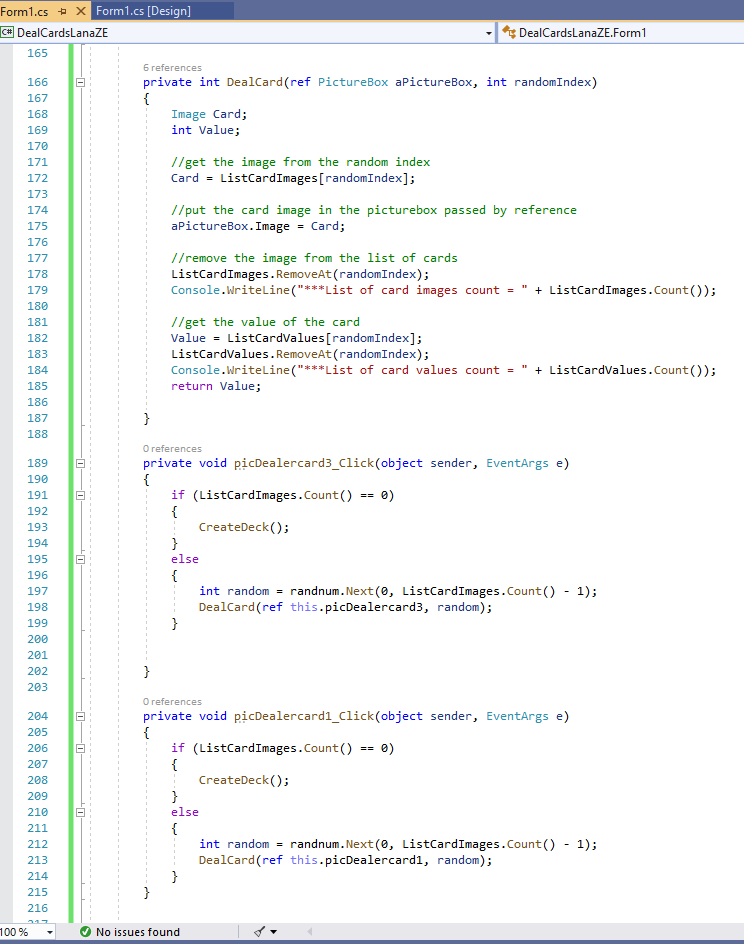 Form1.cs
Form1.cs [Design]
C# DealCardsLanaZE
DealCardsLanaZE.Form1
165
6 references
166 private int DealCard(ref PictureBox aPictureBox, int randomIndex)
167 {
168 Image Card;
169 int Value;
170
171 //get the image from the random index
172 Card = ListCardImages[randomIndex];
173
174 //put the card image in the picturebox passed by reference
175 aPictureBox.Image = Card;
176
177 //remove the image from the list of cards
178 ListCardImages.RemoveAt(randomIndex);
179 Console.WriteLine("***List of card images count = " + ListCardImages.Count());
180
181 //get the value of the card
182 Value = ListCardValues[randomIndex];
183 ListCardValues.RemoveAt(randomIndex);
184 Console.WriteLine("***List of card values count = " + ListCardValues.Count());
185 return Value;
186
187 }
188
0 references
189 private void picDealercard3_Click(object sender, EventArgs e)
190 {
191 if (ListCardImages.Count() == 0)
192 {
193 CreateDeck();
194 }
195 else
196 {
197 int random = randnum.Next(0, ListCardImages.Count() - 1);
198 DealCard(ref this.picDealercard3, random);
199 }
200
201
202 }
203
0 references
204 private void picDealercard1_Click(object sender, EventArgs e)
205 {
206 if (ListCardImages.Count() == 0)
207 {
208 CreateDeck();
209 }
210 else
211 {
212 int random = randnum.Next(0, ListCardImages.Count() - 1);
213 DealCard(ref this.picDealercard1, random);
214 }
215 }
216
217
100 %
No issues found